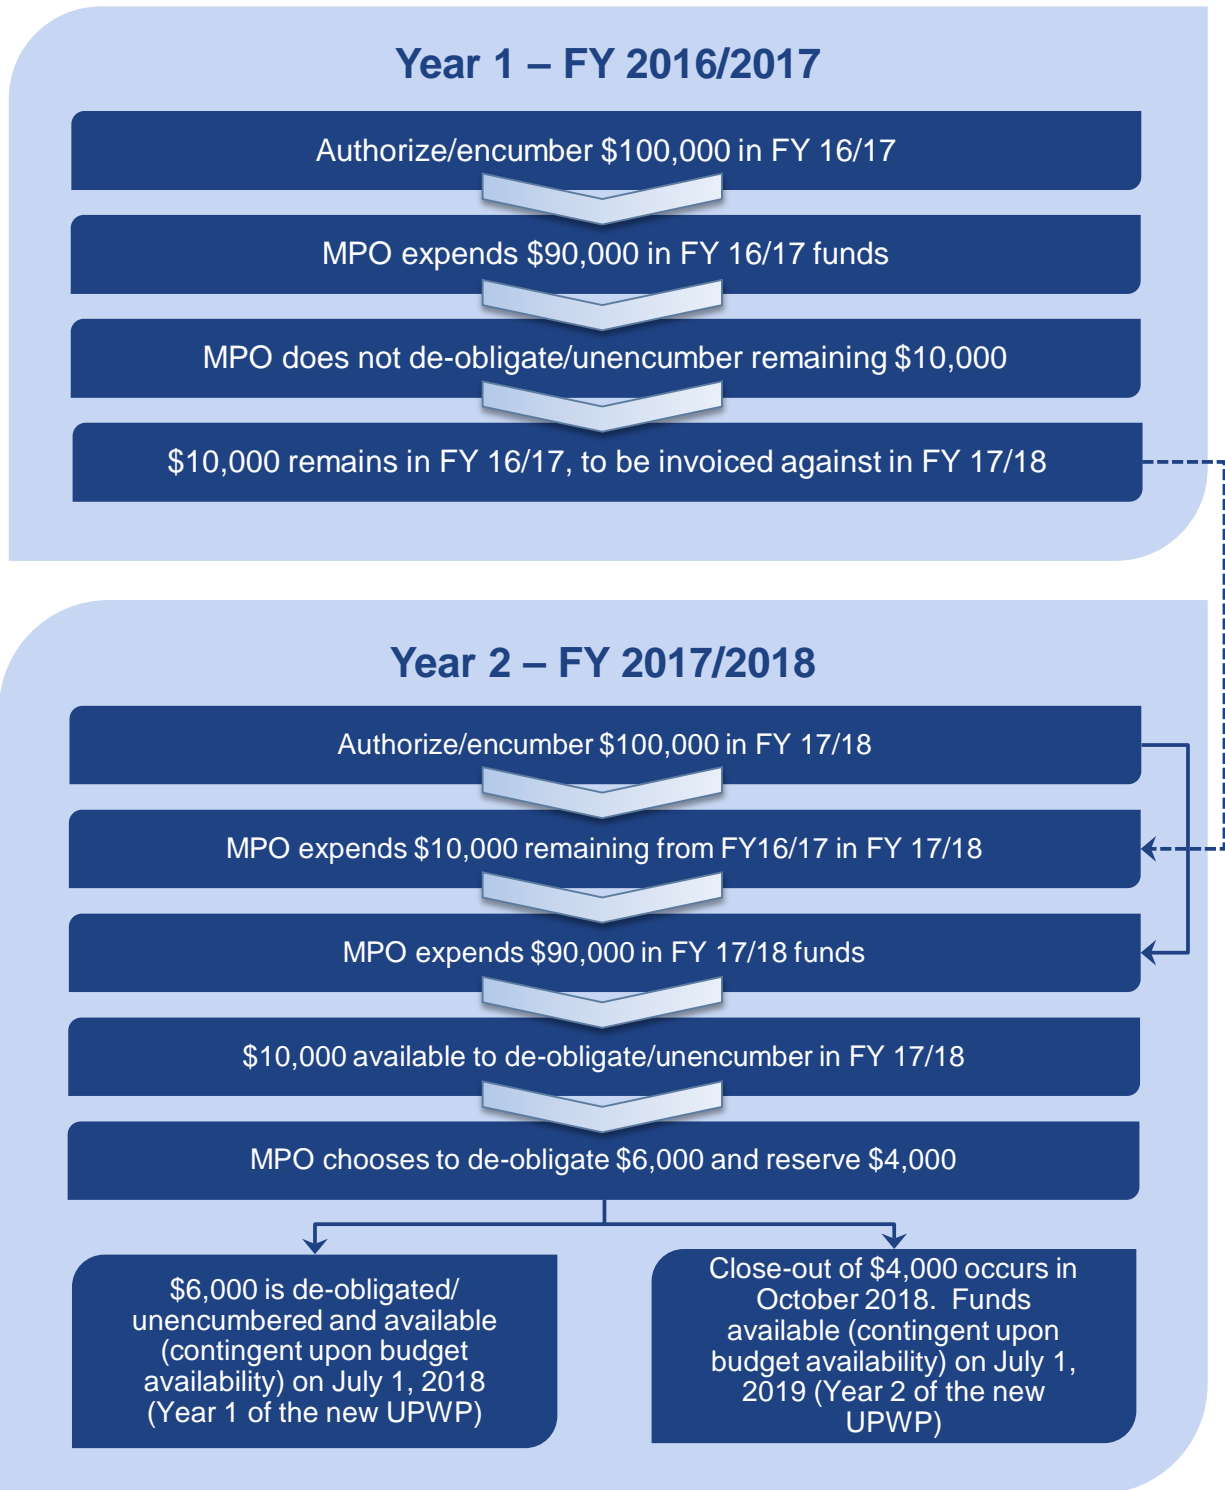 Year 1 – FY 2016/2017
Authorize/encumber $100,000 in FY 16/17
MPO expends $90,000 in FY 16/17 funds
MPO does not de-obligate/unencumber remaining $10,000
$10,000 remains in FY 16/17, to be invoiced against in FY 17/18
Year 2 – FY 2017/2018
Authorize/encumber $100,000 in FY 17/18
MPO expends $10,000 remaining from FY16/17 in FY 17/18
MPO expends $90,000 in FY 17/18 funds
$10,000 available to de-obligate/unencumber in FY 17/18
MPO chooses to de-obligate $6,000 and reserve $4,000
$6,000 is de-obligated/
unencumbered and available
(contingent upon budget
availability) on July 1, 2018
(Year 1 of the new UPWP)
Close-out of $4,000 occurs in
October 2018.  Funds
available (contingent upon
budget availability) on July 1,
2019 (Year 2 of the new
UPWP)